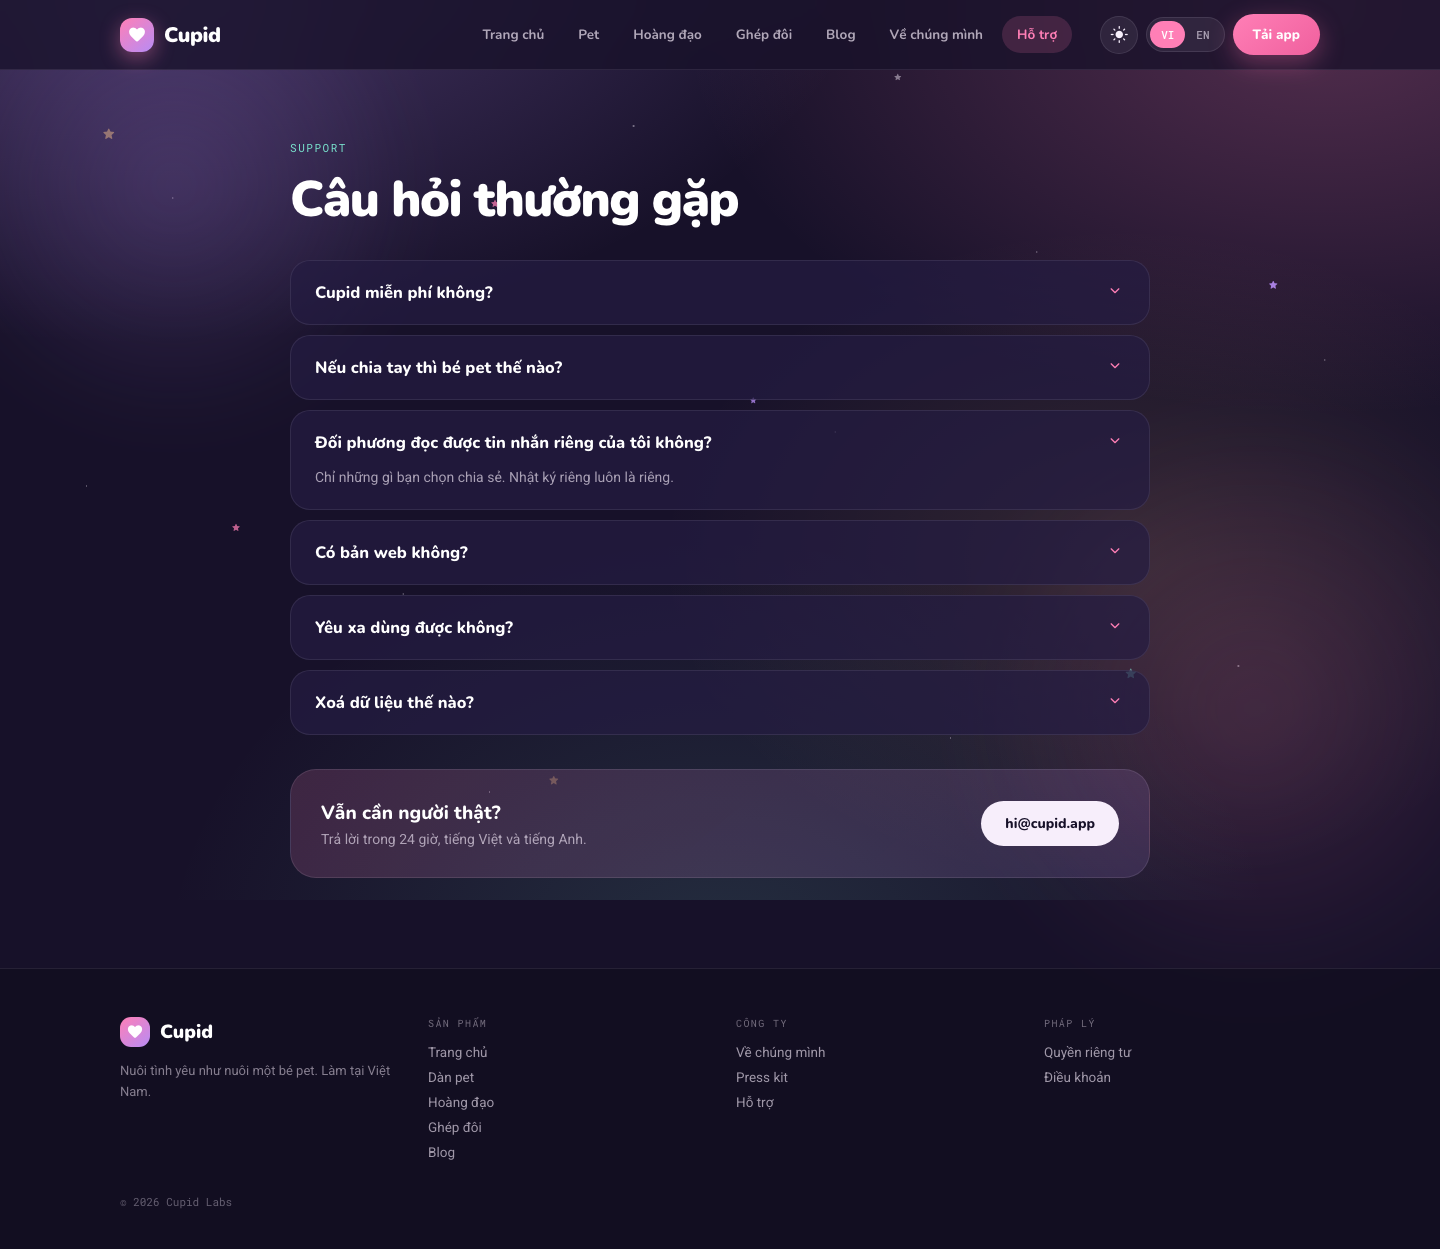 Cupid
Trang chủ
Pet
Hoàng đạo
Ghép đôi
Blog
Về chúng mình
Hỗ trợ
VI
EN
Tải app
SUPPORT
Câu hỏi thường gặp
Cupid miễn phí không?
Nếu chia tay thì bé pet thế nào?
Đối phương đọc được tin nhắn riêng của tôi không?
Chỉ những gì bạn chọn chia sẻ. Nhật ký riêng luôn là riêng.
Có bản web không?
Yêu xa dùng được không?
Xoá dữ liệu thế nào?
Vẫn cần người thật?
Trả lời trong 24 giờ, tiếng Việt và tiếng Anh.
hi@cupid.app
Cupid
Nuôi tình yêu như nuôi một bé pet. Làm tại Việt
Nam.
SẢN PHẨM
Trang chủ
Dàn pet
Hoàng đạo
Ghép đôi
Blog
CÔNG TY
Về chúng mình
Press kit
Hỗ trợ
PHÁP LÝ
Quyền riêng tư
Điều khoản
© 2026 Cupid Labs